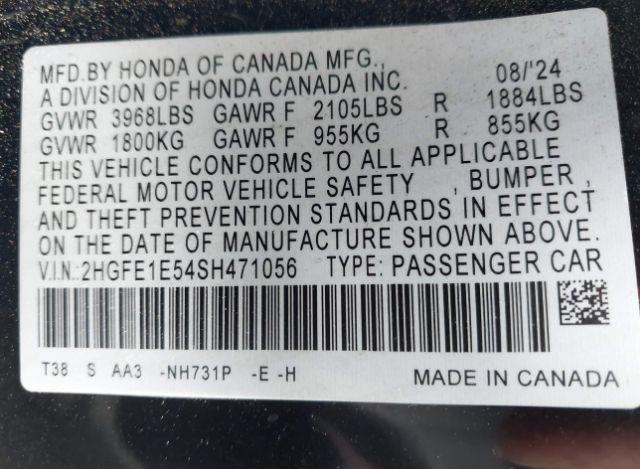 MFD.BY HONDA OF CANADA MFG.,
A DIVISION OF HONDA CANADA INC. 08/'24
GVWR 3968LBS GAWR F 2105LBS R 1884LBS
GVWR 1800KG GAWR F 955KG R 855KG
THIS VEHICLE CONFORMS TO ALL APPLICABLE
FEDERAL MOTOR VEHICLE SAFETY , BUMPER ,
AND THEFT PREVENTION STANDARDS IN EFFECT
ON THE DATE OF MANUFACTURE SHOWN ABOVE.
V.I.N.:2HGFE1E54SH471056 TYPE: PASSENGER CAR
T38 S AA3 -NH731P -E -H
MADE IN CANADA